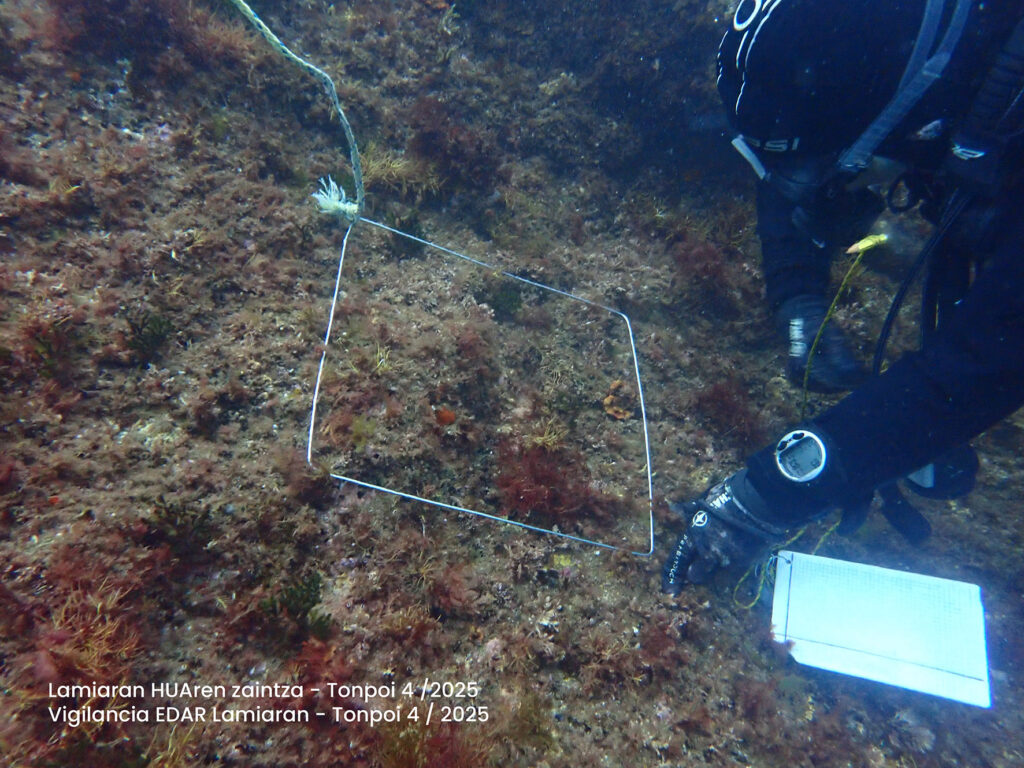 Lamiaran HUAren zaintza - Tonpoi 4 /2025
Vigilancia EDAR Lamiaran - Tonpoi 4 / 2025